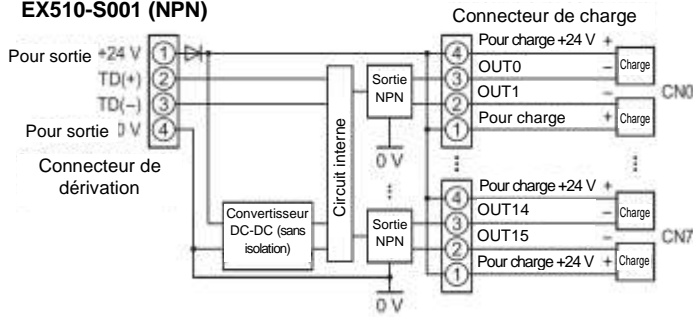 EX510-S001 (NPN)
Connecteur de charge
Pour sortie +24 V 1
TD(+) 2
TD(−) 3
Pour sortie 0 V 4
Connecteur de
dérivation
Convertisseur
DC-DC (sans
isolation)
Circuit interne
Sortie
NPN
0 V
Sortie
NPN
0 V
4 Pour charge +24 V +
3 OUT0 −
Charge
2 OUT1 −
1 Pour charge +
Charge
CN0
4 Pour charge +24 V +
3 OUT14 −
Charge
2 OUT15 −
1 Pour charge +24 V +
Charge
CN7